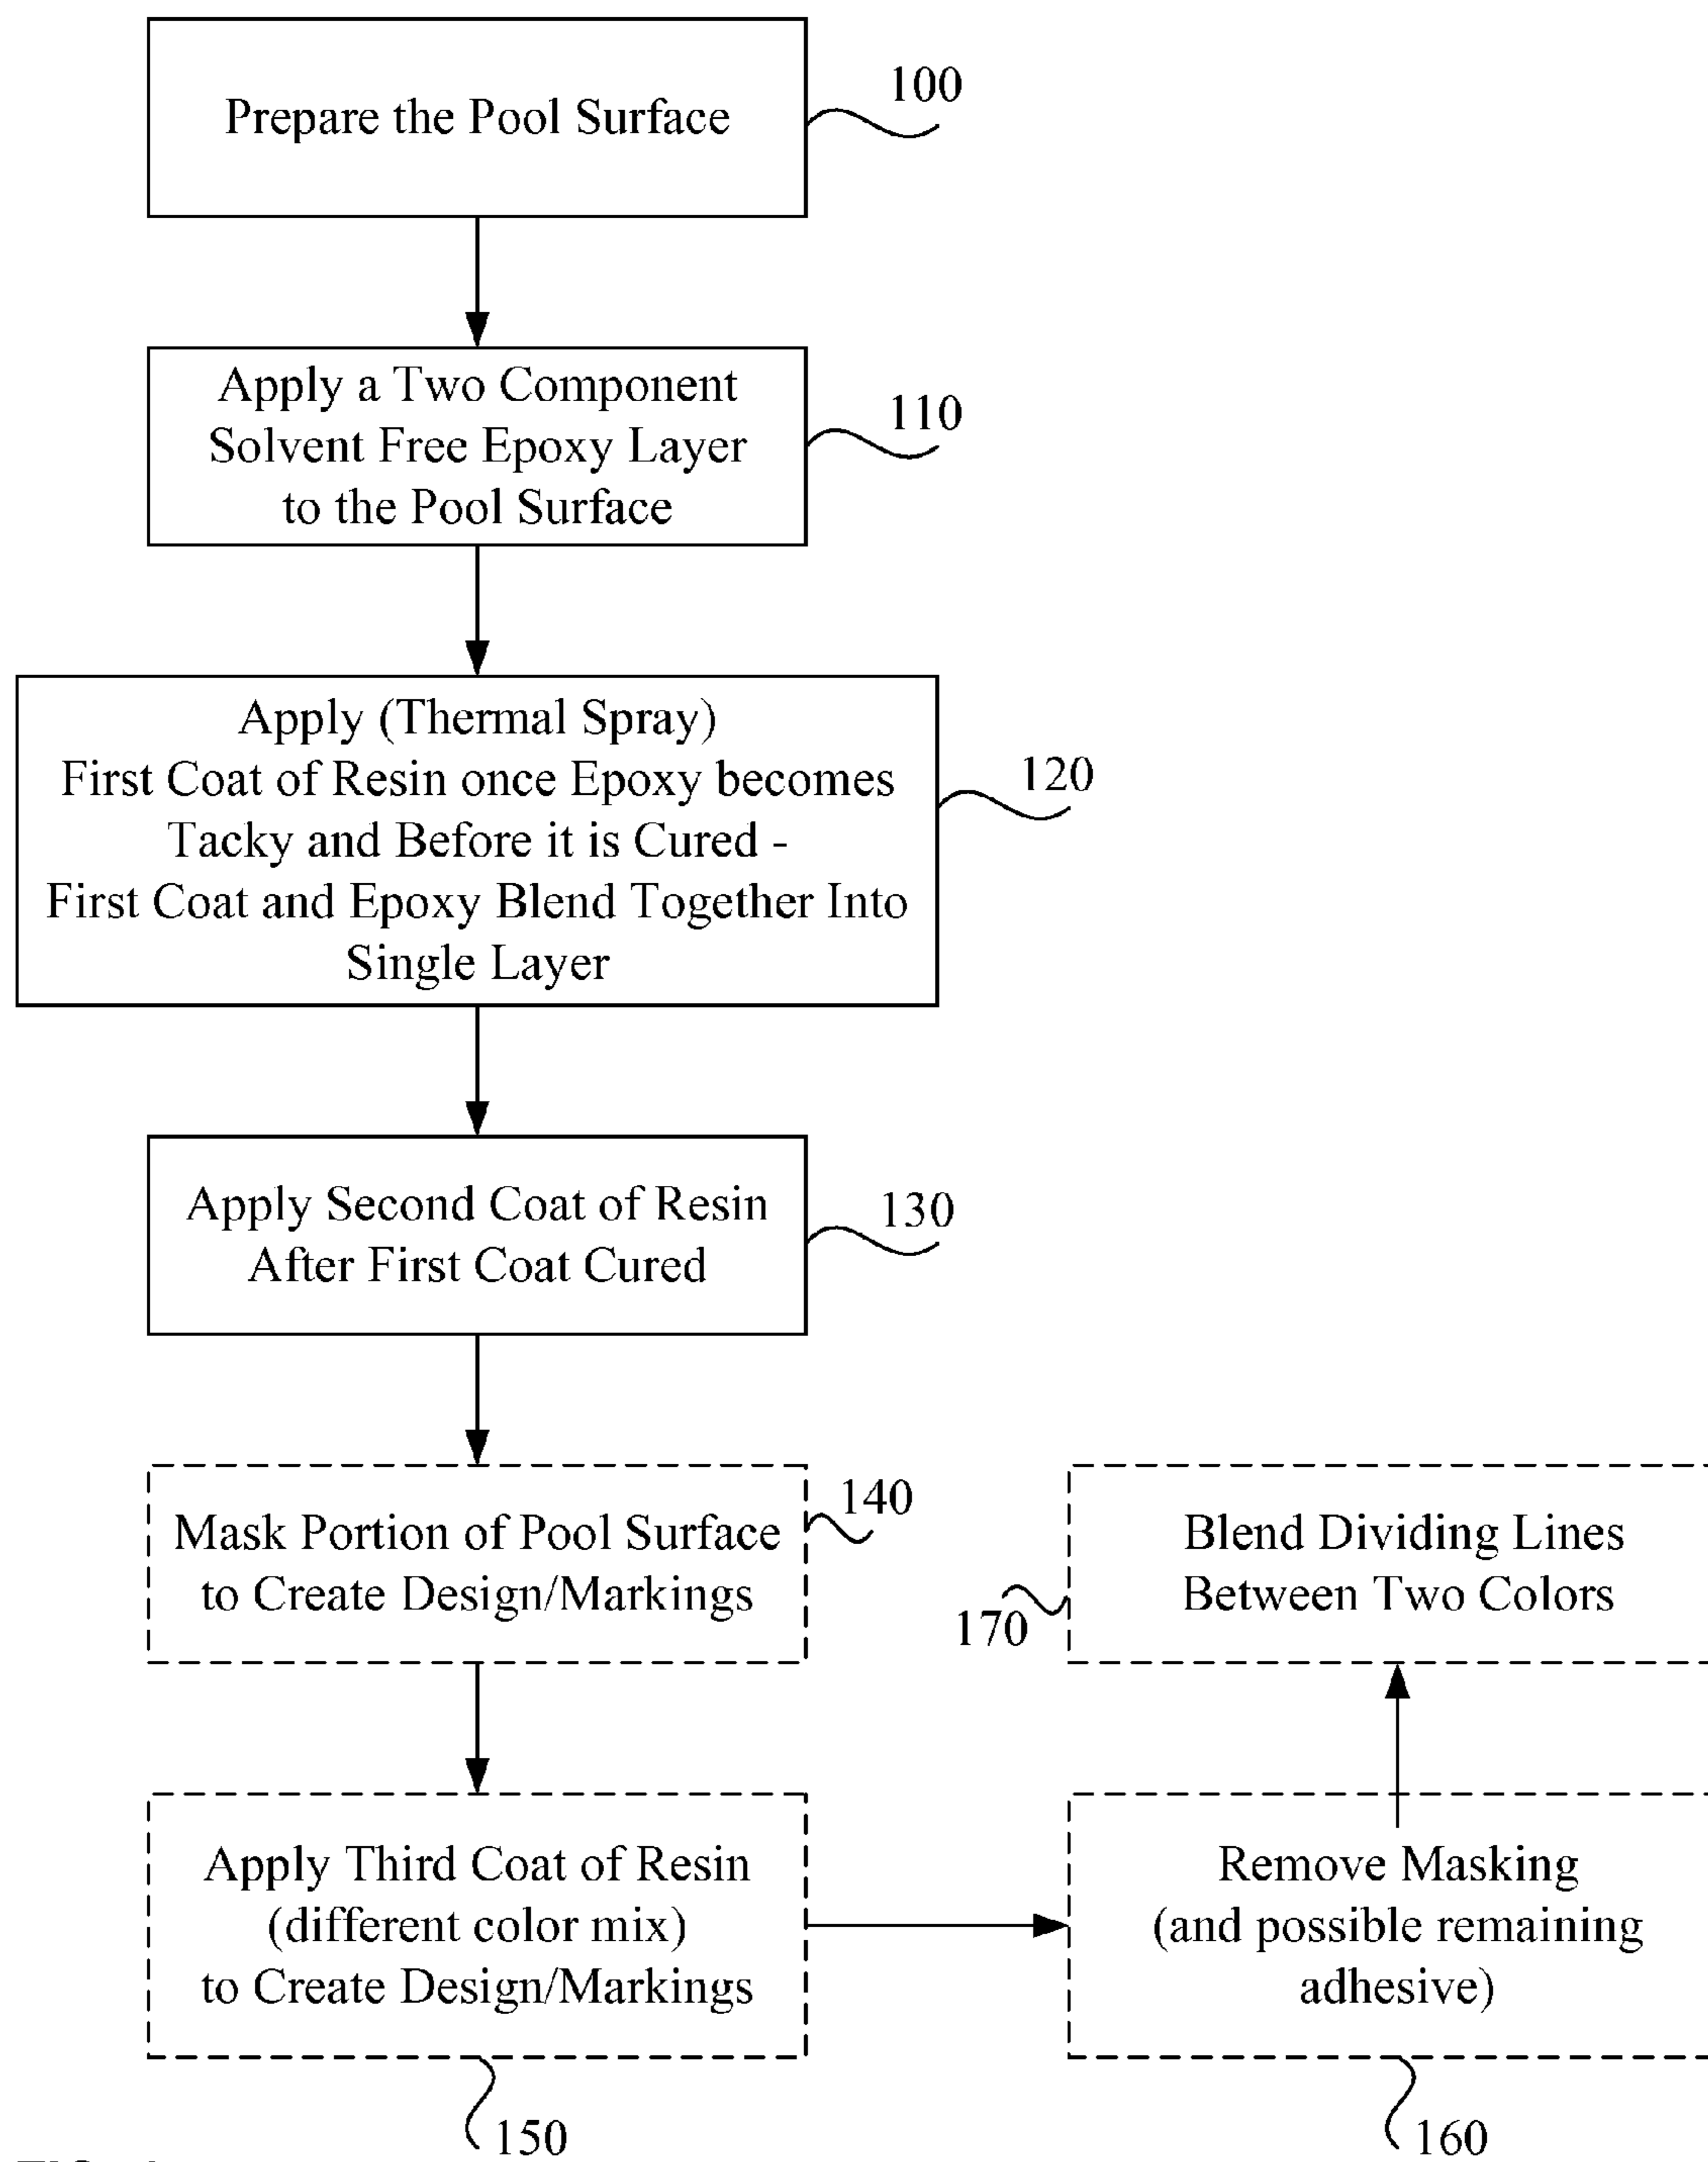 Prepare the Pool Surface
100
Apply a Two Component
Solvent Free Epoxy Layer
to the Pool Surface
110
Apply (Thermal Spray)
First Coat of Resin once Epoxy becomes
Tacky and Before it is Cured -
First Coat and Epoxy Blend Together Into
Single Layer
120
Apply Second Coat of Resin
After First Coat Cured
130
Mask Portion of Pool Surface
to Create Design/Markings
140
Apply Third Coat of Resin
(different color mix)
to Create Design/Markings
150
Remove Masking
(and possible remaining
adhesive)
160
Blend Dividing Lines
Between Two Colors
170